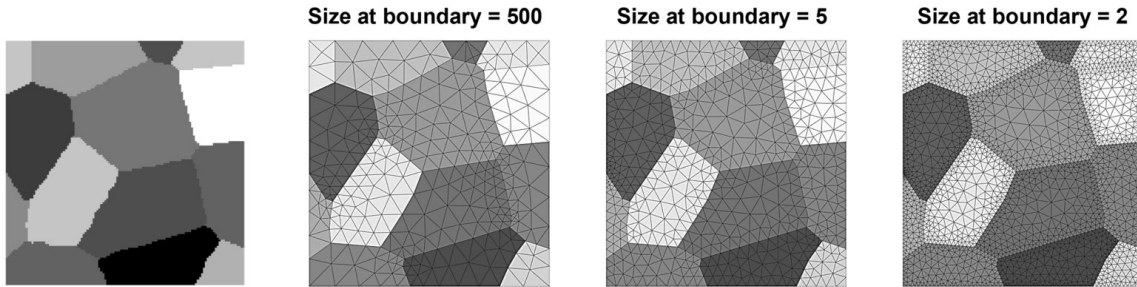 Size at boundary = 500
Size at boundary = 5
Size at boundary = 2